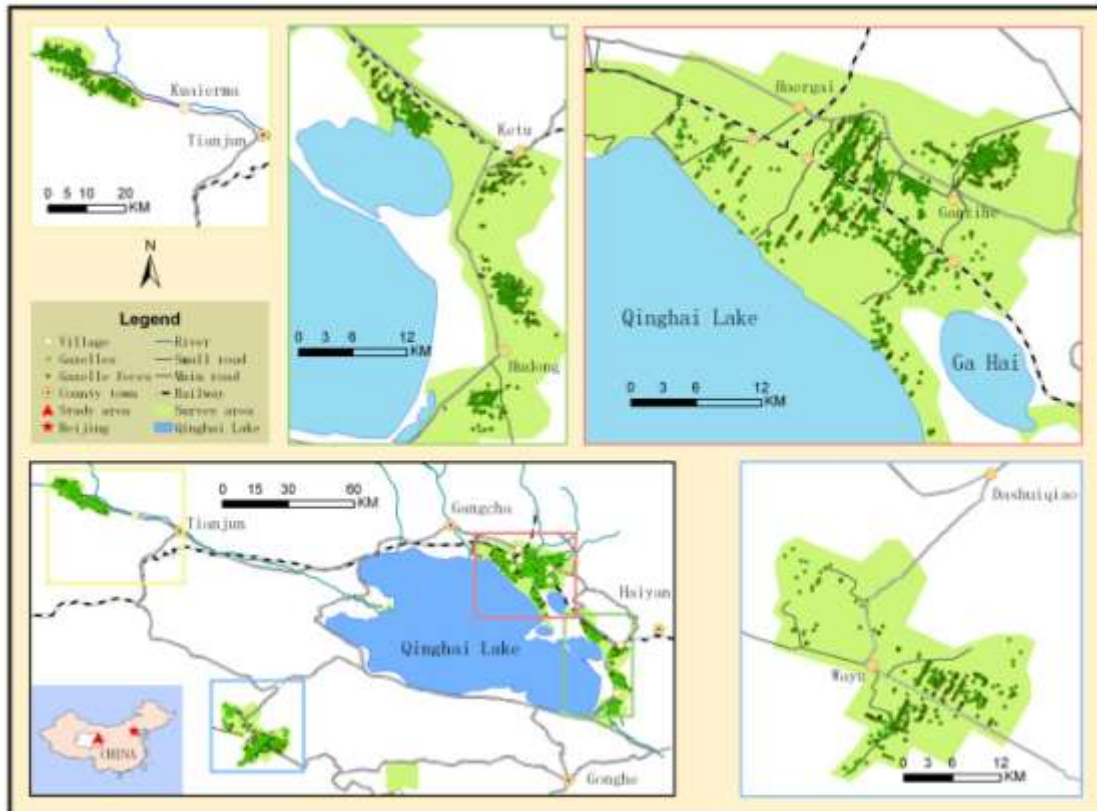 Kuaierma
Tianjun
0 5 10 20
KM
N
Legend
Village
River
Gazelles
Small road
Gazelle feces
Main road
County town
Railway
Study area
Survey area
Beijing
Qinghai Lake
Ketu
0 3 6 12
KM
Hudong
Haergai
Ganzihe
Qinghai Lake
Ga Hai
0 3 6 12
KM
0 15 30 60
KM
Tianjun
Gangcha
Haiyan
Qinghai Lake
Gonghe
CHINA
Dashuiqiao
Wayu
0 3 6 12
KM